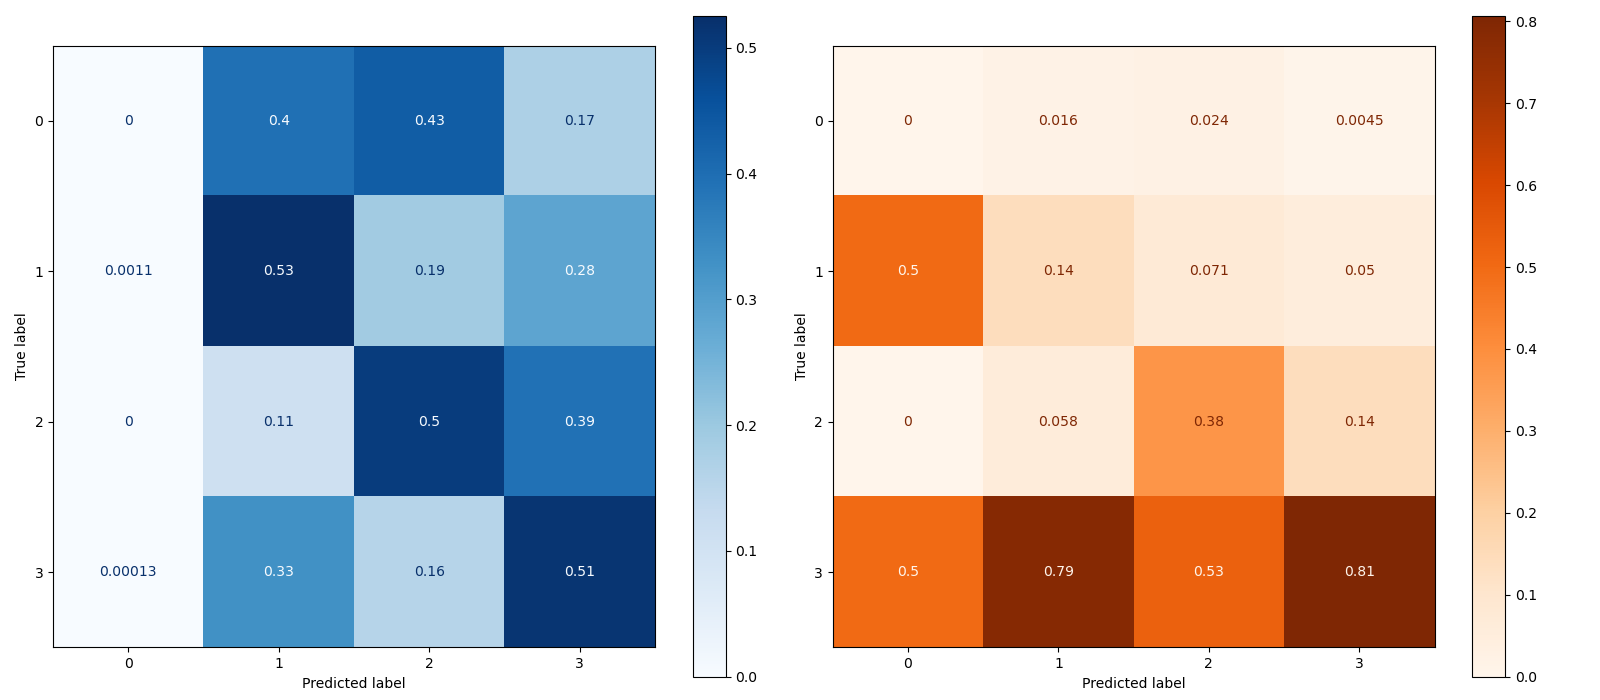 0 0 0.4 0.43 0.17
1 0.0011 0.53 0.19 0.28
2 0 0.11 0.5 0.39
3 0.00013 0.33 0.16 0.51
0 1 2 3
True label
Predicted label
0.5
0.4
0.3
0.2
0.1
0.0
0 0 0.016 0.024 0.0045
1 0.5 0.14 0.071 0.05
2 0 0.058 0.38 0.14
3 0.5 0.79 0.53 0.81
0 1 2 3
True label
Predicted label
0.8
0.7
0.6
0.5
0.4
0.3
0.2
0.1
0.0